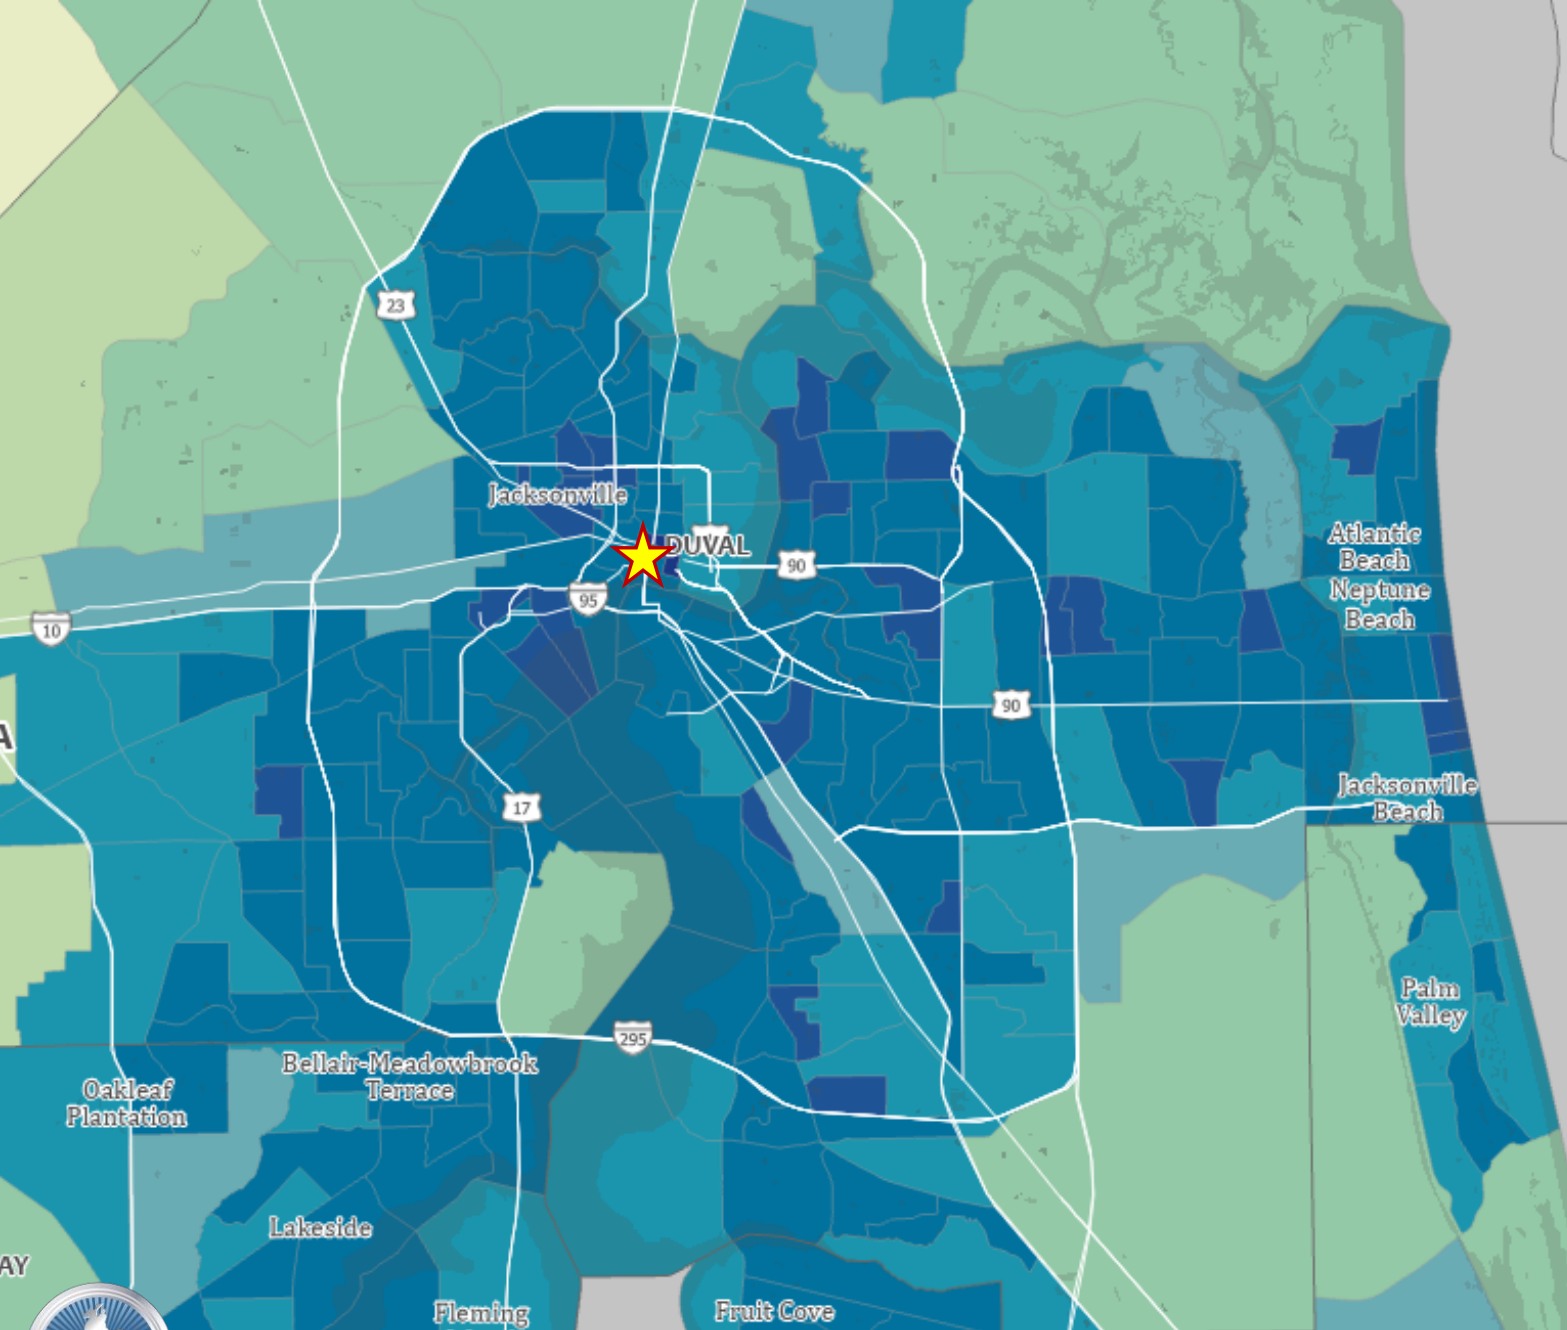 23
Jacksonville
DUVAL
90
Atlantic
Beach
Neptune
Beach
95
10
90
A
Jacksonville
Beach
17
Palm
Valley
295
Bellair-Meadowbrook
Terrace
Oakleaf
Plantation
Lakeside
AY
Fleming
Fruit Cove